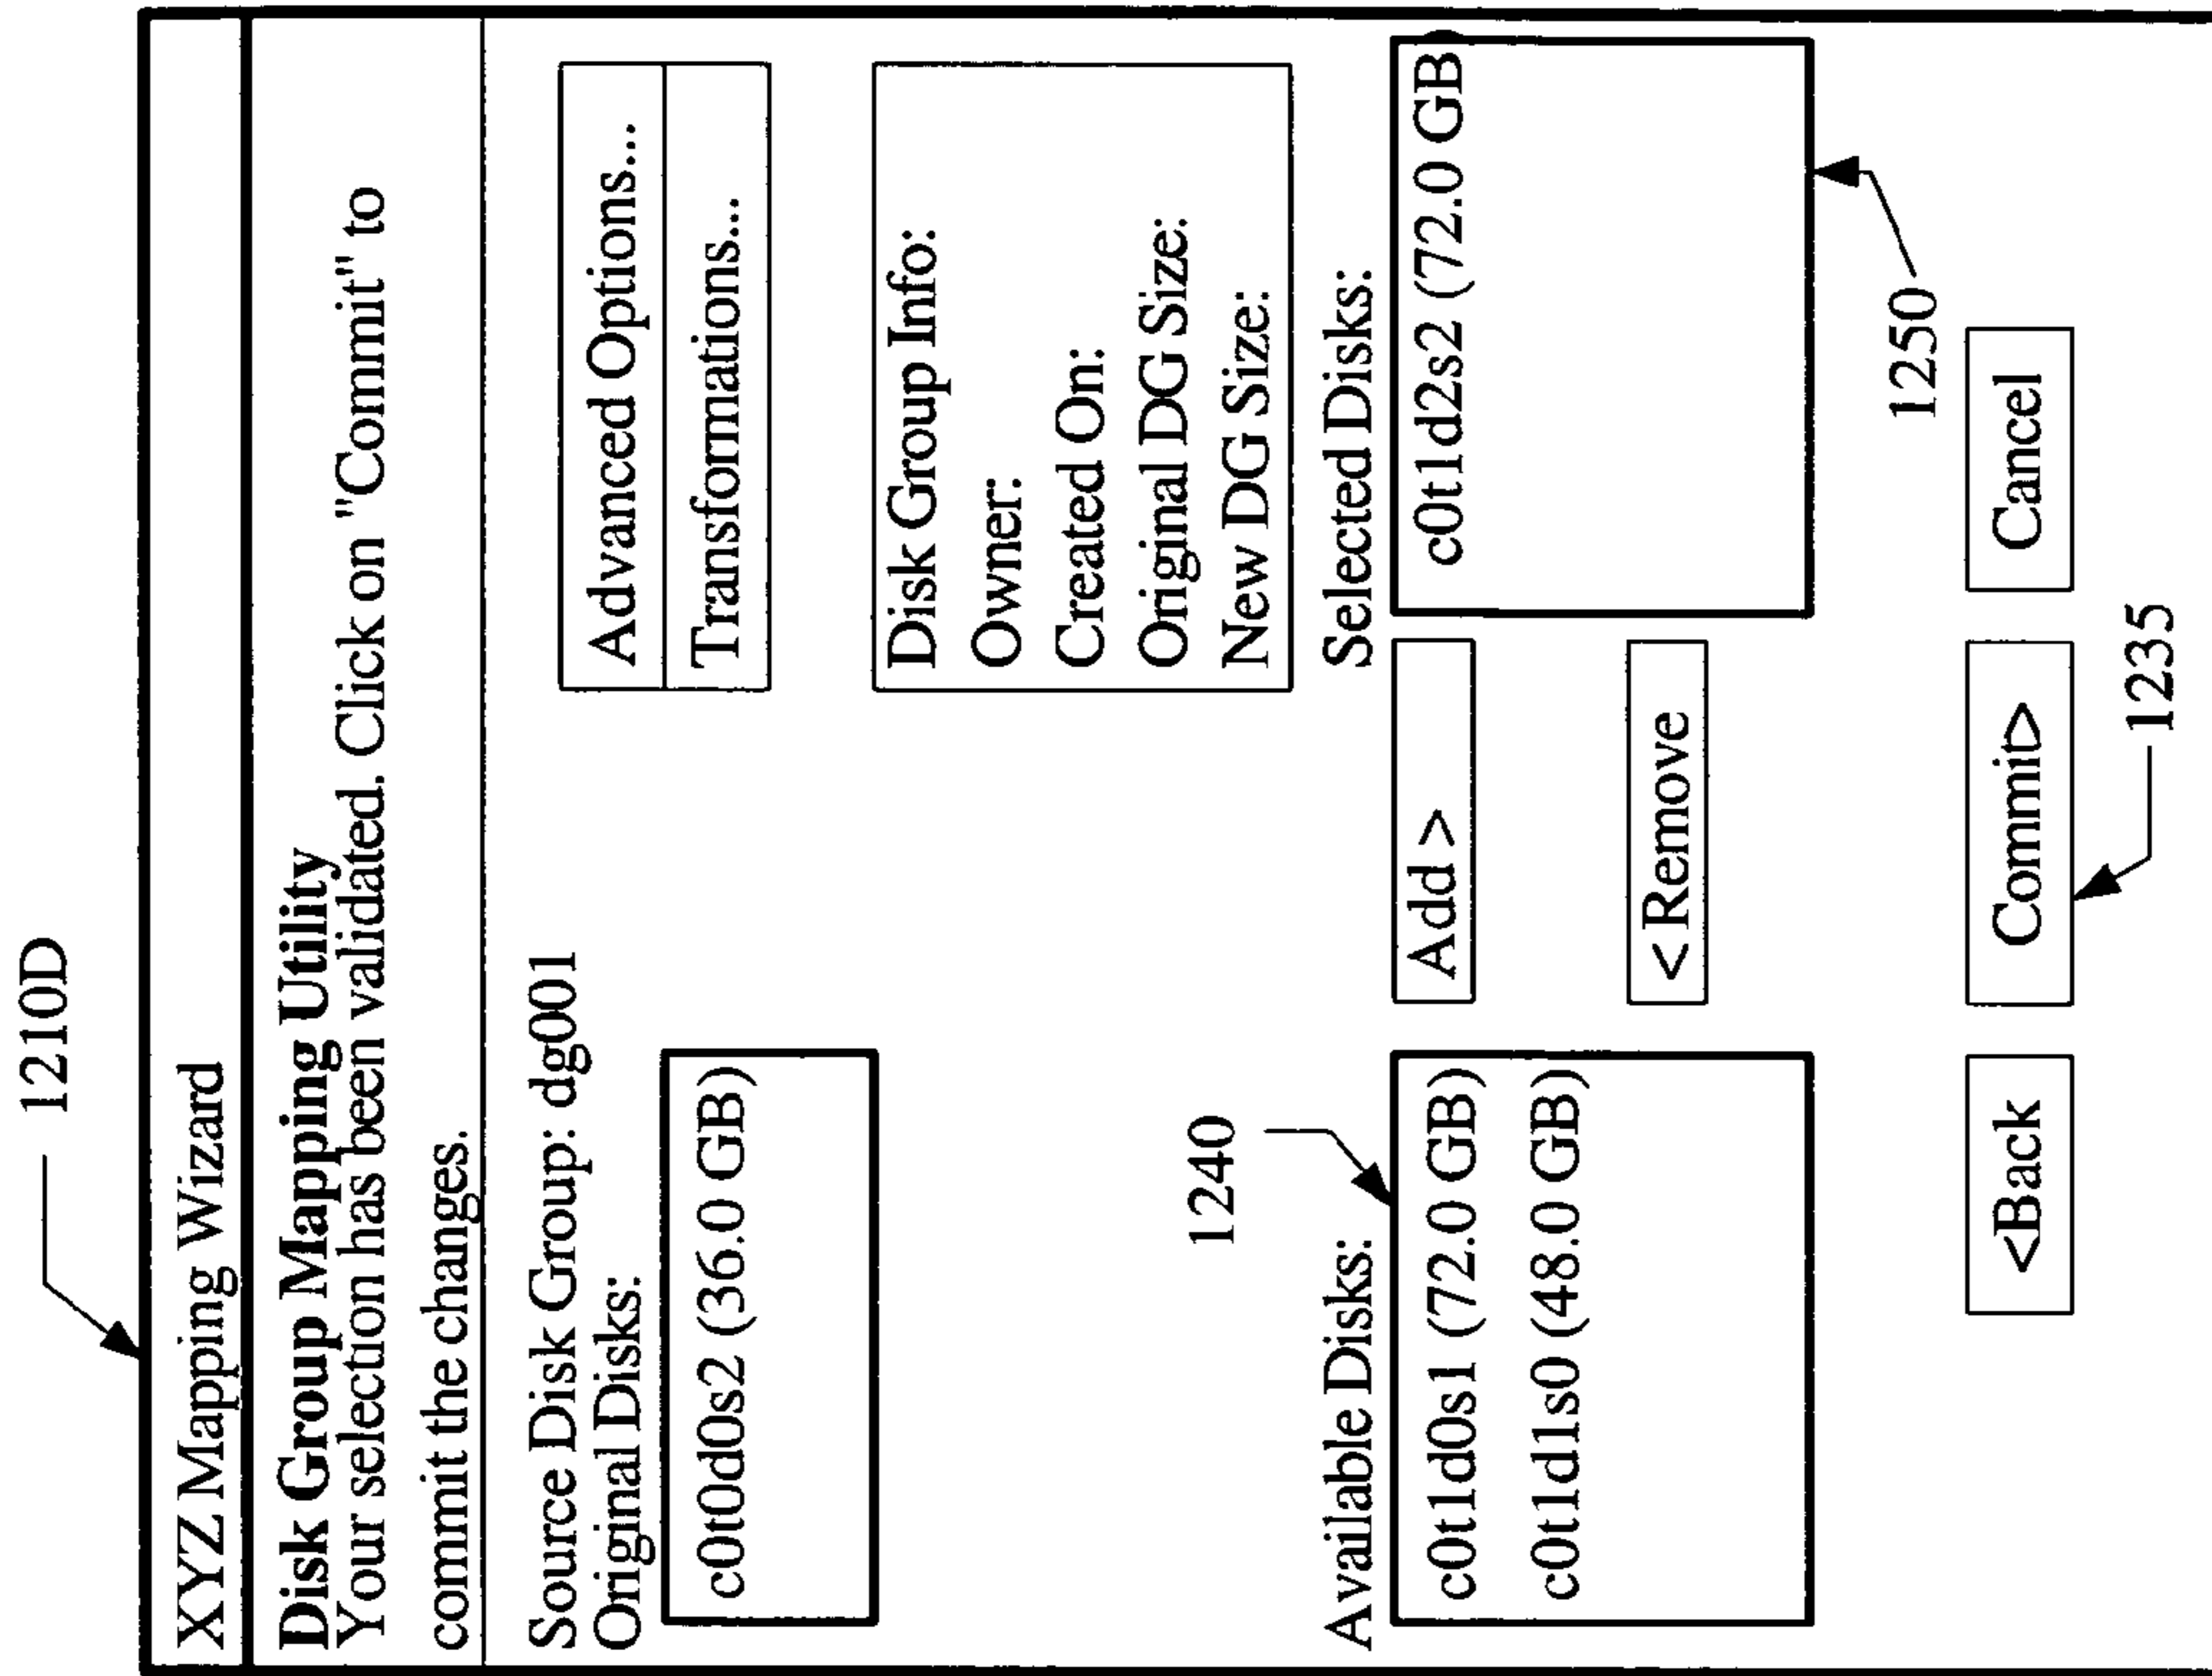 1210D
XYZ Mapping Wizard
Disk Group Mapping Utility
Your selection has been validated. Click on "Commit" to
commit the changes.
Source Disk Group: dg001
Original Disks:
c0t0d0s2 (36.0 GB)
Advanced Options...
Transformations...
Disk Group Info:
Owner:
Created On:
Original DG Size:
New DG Size:
1240
Available Disks:
c0t1d0s1 (72.0 GB)
c0t1d1s0 (48.0 GB)
Add >
<Remove
Selected Disks:
c0t1d2s2 (72.0 GB)
1250
<Back
Commit>
Cancel
1235